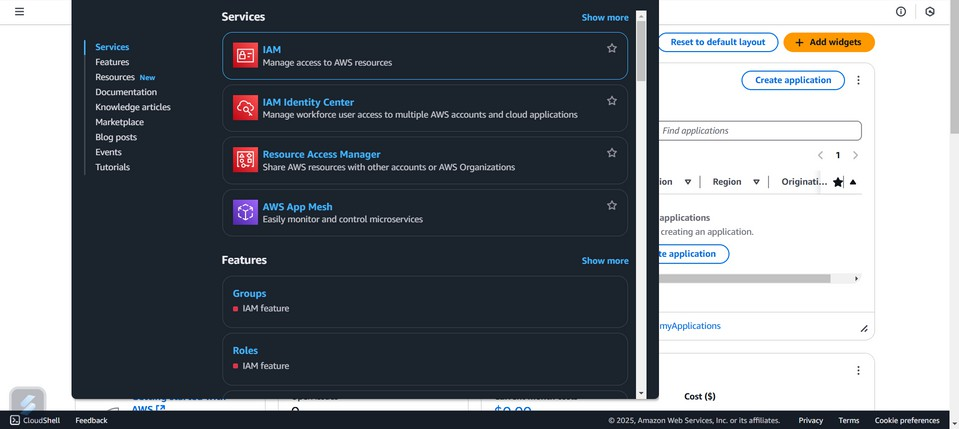 Services
Features
Resources New
Documentation
Knowledge articles
Marketplace
Blog posts
Events
Tutorials
Services
Show more
IAM
Manage access to AWS resources
IAM Identity Center
Manage workforce user access to multiple AWS accounts and cloud applications
Resource Access Manager
Share AWS resources with other accounts or AWS Organizations
AWS App Mesh
Easily monitor and control microservices
Features
Show more
Groups
IAM feature
Roles
IAM feature
Reset to default layout
+ Add widgets
Create application
Find applications
1
Region
Originati...
applications
creating an application.
application
myApplications
Cost ($)
AWS
$0.00
CloudShell
Feedback
© 2025, Amazon Web Services, Inc. or its affiliates.
Privacy
Terms
Cookie preferences